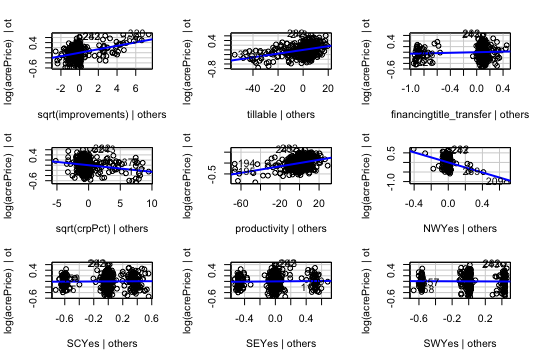 log(acrePrice) | ot
0.4
-0.6
-2 0 2 4 6
sqrt(improvements) | others
log(acrePrice) | ot
0.4
-0.8
-40 -20 0 20
tillable | others
log(acrePrice) | ot
0.4
-0.6
-1.0 -0.4 0.0 0.4
financingtitle_transfer | others
log(acrePrice) | ot
0.4
-0.6
-5 0 5 10
sqrt(crpPct) | others
log(acrePrice) | ot
-0.5
-60 -20 0 20
productivity | others
log(acrePrice) | ot
0.5
-1.0
-0.4 0.0 0.4
NWYes | others
log(acrePrice) | ot
0.4
-0.6
-0.6 -0.2 0.2 0.6
SCYes | others
log(acrePrice) | ot
0.4
-0.6
-0.6 -0.2 0.2 0.6
SEYes | others
log(acrePrice) | ot
0.4
-0.6
-0.6 -0.2 0.2
SWYes | others